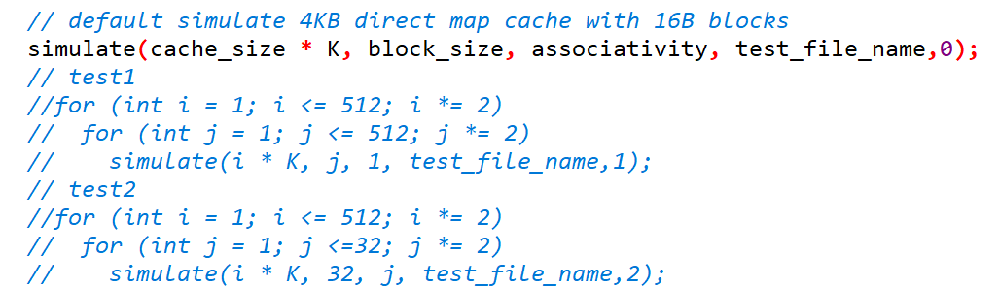 // default simulate 4KB direct map cache with 16B blocks
simulate(cache_size * K, block_size, associativity, test_file_name,0);
// test1
//for (int i = 1; i <= 512; i *= 2)
//  for (int j = 1; j <= 512; j *= 2)
//    simulate(i * K, j, 1, test_file_name,1);
// test2
//for (int i = 1; i <= 512; i *= 2)
//  for (int j = 1; j <=32; j *= 2)
//    simulate(i * K, 32, j, test_file_name,2);